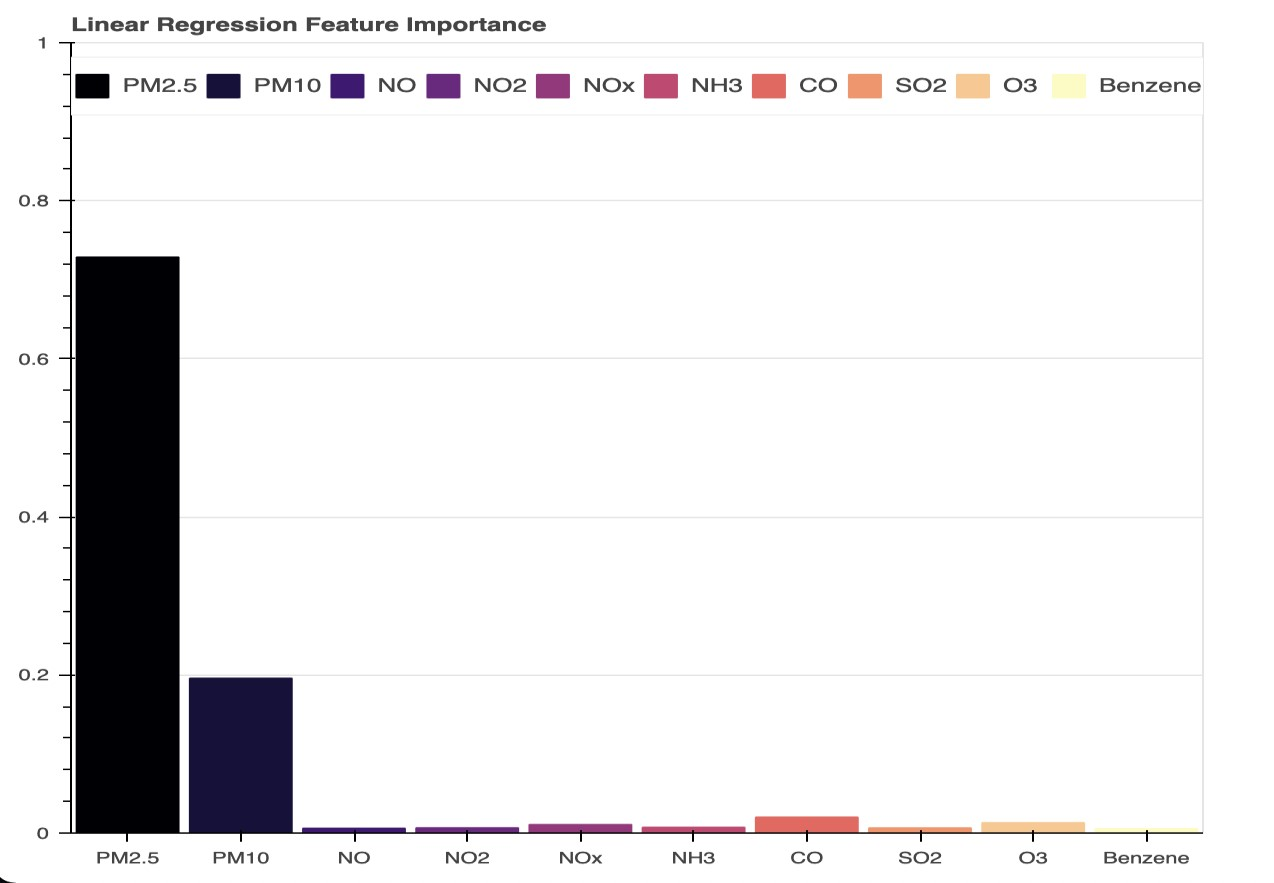 Linear Regression Feature Importance
1
PM2.5 PM10 NO NO2 NOx NH3 CO SO2 O3 Benzene
0.8
0.6
0.4
0.2
0
PM2.5 PM10 NO NO2 NOx NH3 CO SO2 O3 Benzene